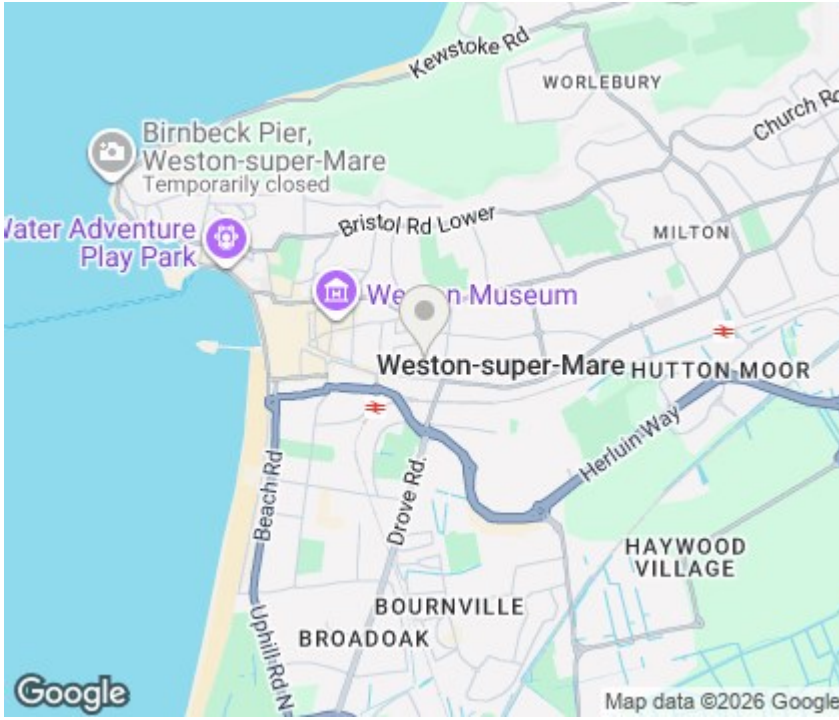 Kewstoke Rd
WORLEBURY
Church Rd
Birnbeck Pier,
Weston-super-Mare
Temporarily closed
Water Adventure
Play Park
Bristol Rd Lower
MILTON
Weston Museum
Weston-super-Mare
HUTTON MOOR
Herluin Way
Beach Rd
Drove Rd.
HAYWOOD
VILLAGE
BOURNVILLE
BROADOAK
Uphill Rd N
Google
Map data ©2026 Google